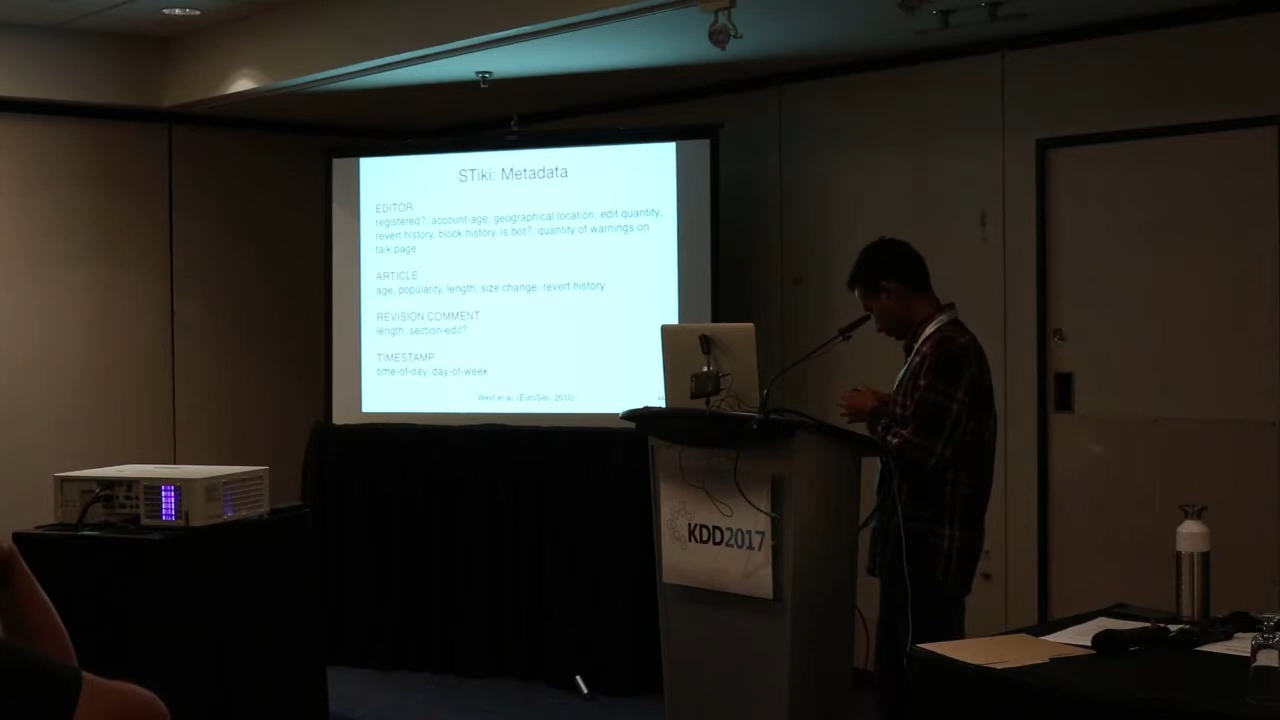 STiki: Metadata
EDITOR
registered?, account-age, geographical location, edit quantity,
revert history, block history, is bot?, quantity of warnings on
talk page
ARTICLE
age, popularity, length, size change, revert history
REVISION COMMENT
length, section-edit?
TIMESTAMP
time-of-day, day-of-week
West et al. (EuroSec, 2010)
KDD2017